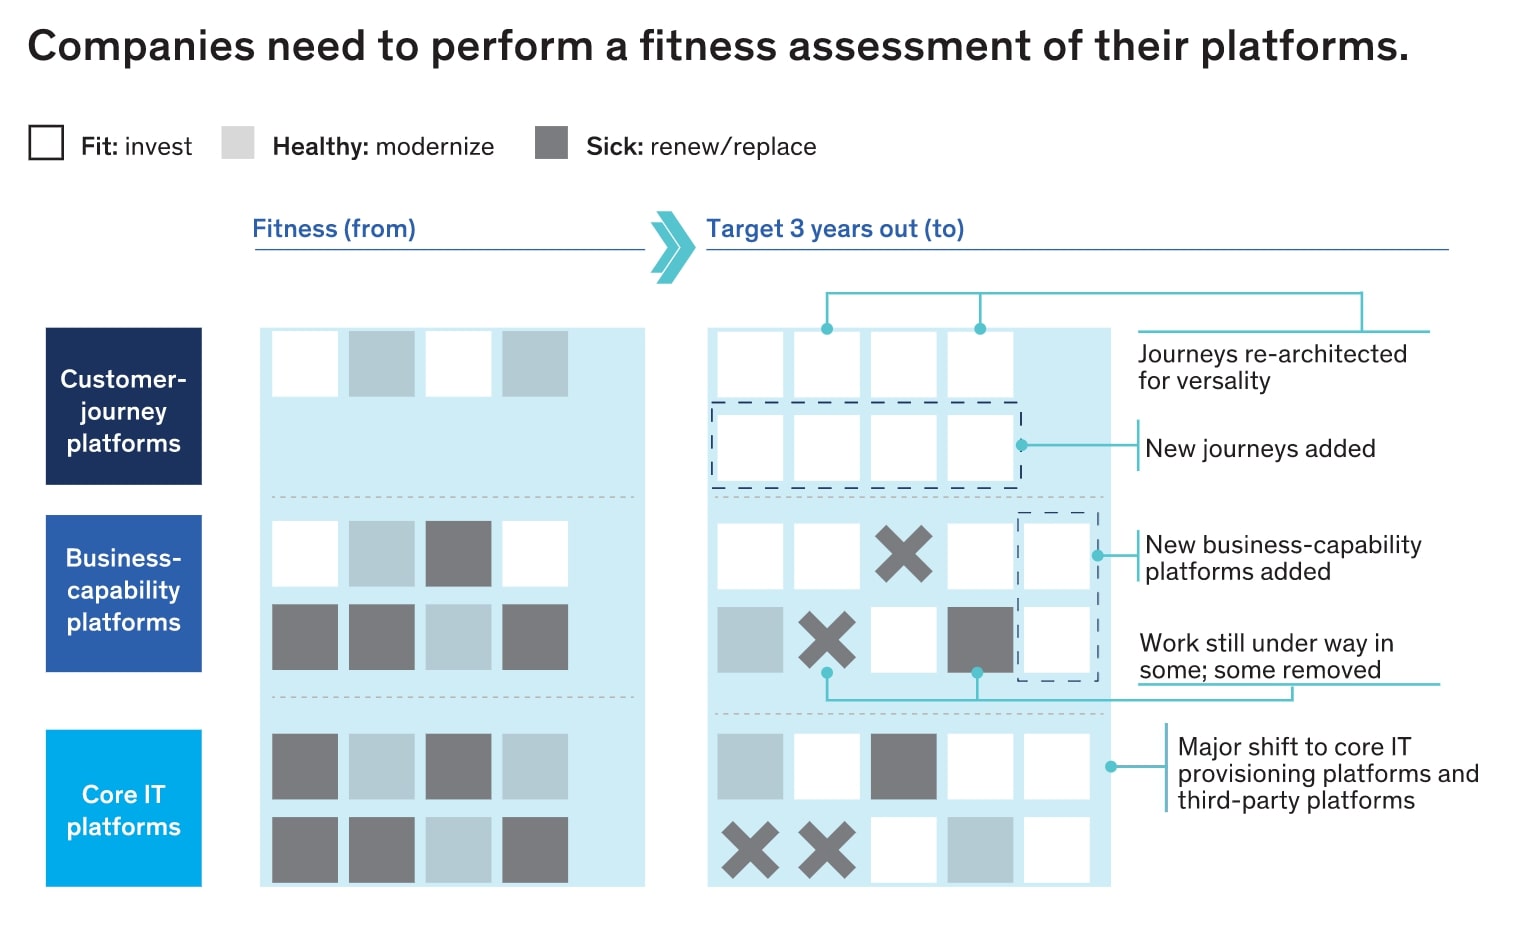 Companies need to perform a fitness assessment of their platforms.
Fit: invest
Healthy: modernize
Sick: renew/replace
Fitness (from)
Target 3 years out (to)
Customer-
journey
platforms
Journeys re-architected
for versality
New journeys added
Business-
capability
platforms
New business-capability
platforms added
Work still under way in
some; some removed
Core IT
platforms
Major shift to core IT
provisioning platforms and
third-party platforms